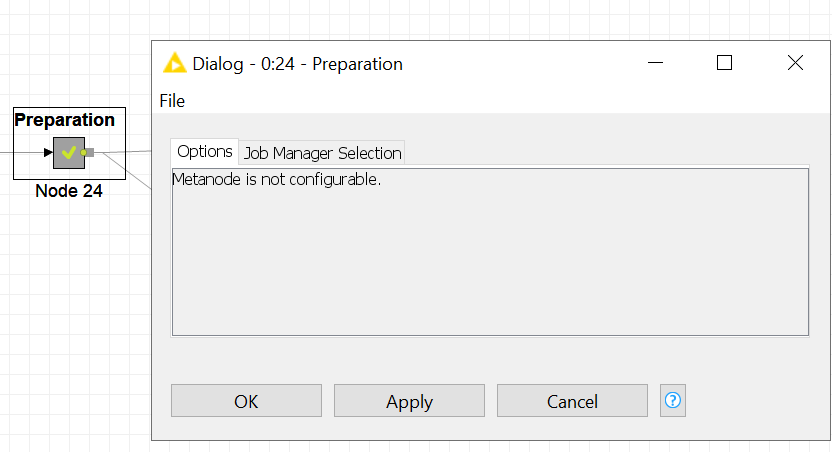 Dialog - 0:24 - Preparation
File
Preparation
Node 24
Options
Job Manager Selection
Metanode is not configurable.
OK
Apply
Cancel
?